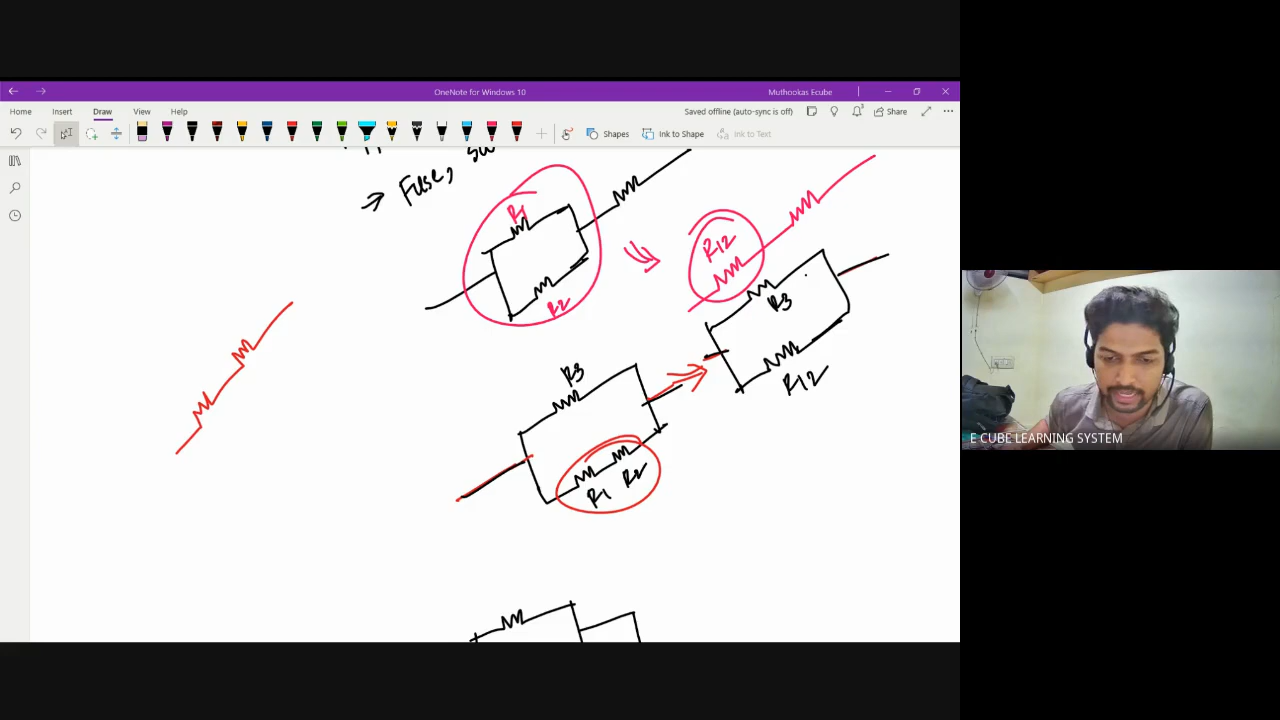 OneNote for Windows 10
Muthookas Ecube
Home Insert Draw View Help
Saved offline (auto-sync is off)
3
Share
Shapes
Ink to Shape
Ink to Text
→ Fuse,
R1
R2
R12
R3
R12
R3
R1 R2
E CUBE LEARNING SYSTEM